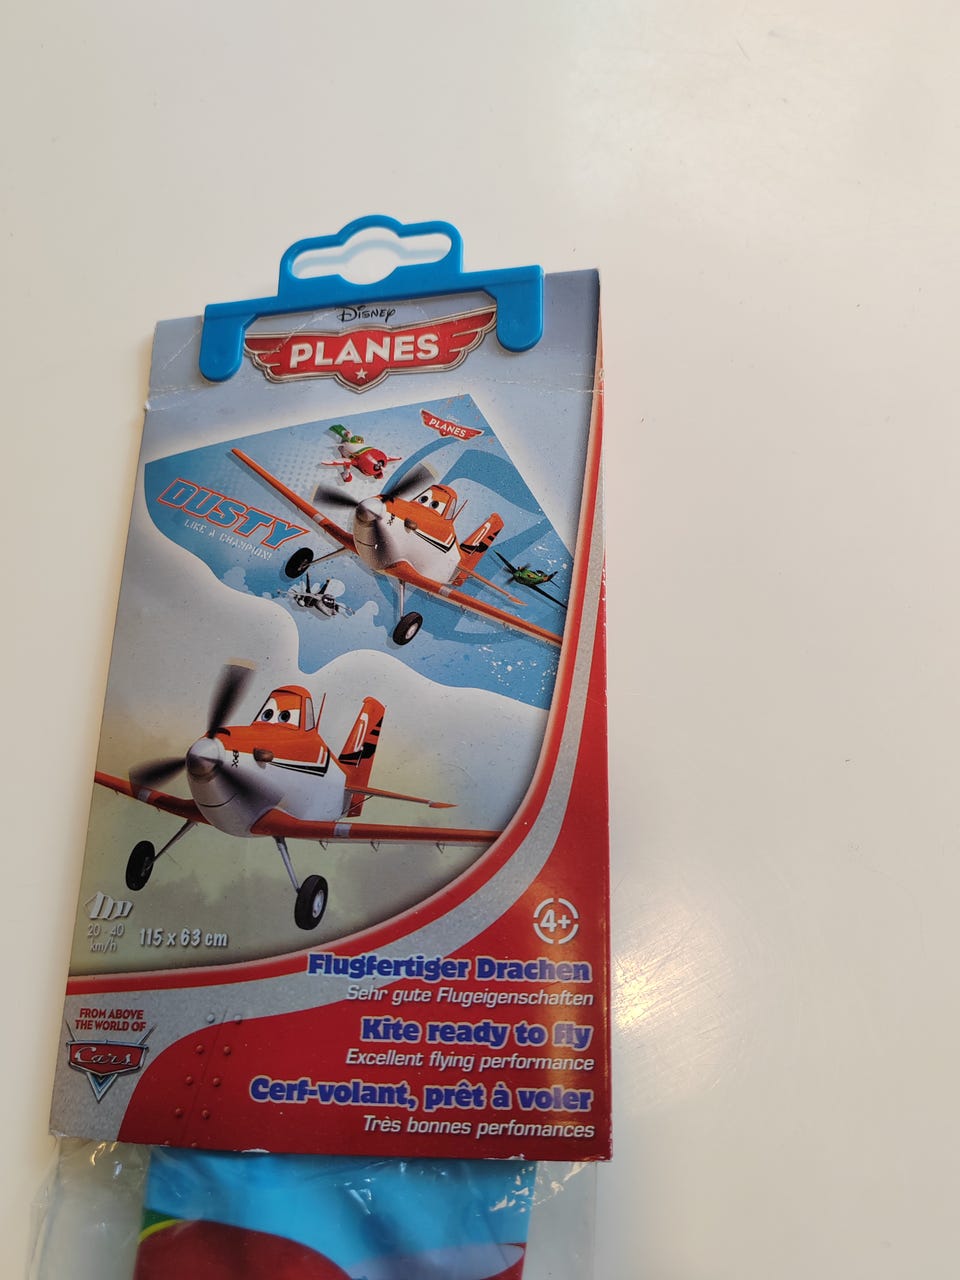 Disney
PLANES
PLANES
DUSTY
LIKE A CHAMPION!
20 - 40
km/h
115 x 63 cm
4+
Flugfertiger Drachen
Sehr gute Flugeigenschaften
Kite ready to fly
Excellent flying performance
Cerf-volant, prêt à voler
Très bonnes perfomances
FROM ABOVE
THE WORLD OF
Cars